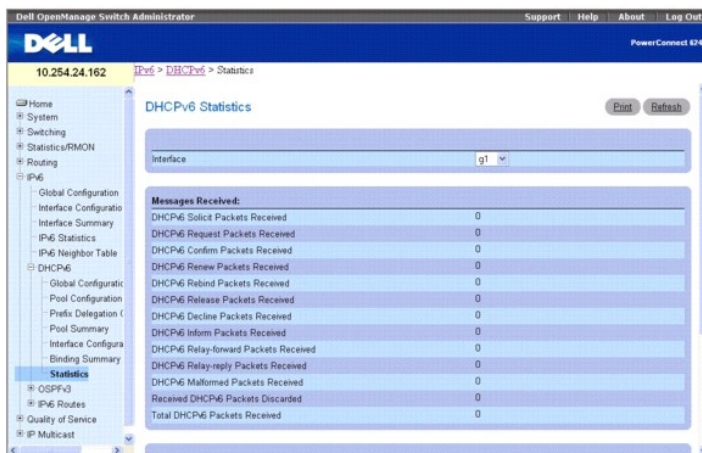 Dell OpenManage Switch Administrator Support Help About Log Out
DELL
PowerConnect 624
10.254.24.162
IPv6 > DHCPv6 > Statistics
Home
System
Switching
Statistics/RMON
Routing
IPv6
Global Configuration
Interface Configuratio
Interface Summary
IPv6 Statistics
IPv6 Neighbor Table
DHCPv6
Global Configuratic
Pool Configuration
Prefix Delegation (
Pool Summary
Interface Configura
Binding Summary
Statistics
OSPFv3
IPv6 Routes
Quality of Service
IP Multicast
DHCPv6 Statistics
Print Refresh
Interface g1
Messages Received:
DHCPv6 Solicit Packets Received 0
DHCPv6 Request Packets Received 0
DHCPv6 Confirm Packets Received 0
DHCPv6 Renew Packets Received 0
DHCPv6 Rebind Packets Received 0
DHCPv6 Release Packets Received 0
DHCPv6 Decline Packets Received 0
DHCPv6 Inform Packets Received 0
DHCPv6 Relay-forward Packets Received 0
DHCPv6 Relay-reply Packets Received 0
DHCPv6 Malformed Packets Received 0
Received DHCPv6 Packets Discarded 0
Total DHCPv6 Packets Received 0